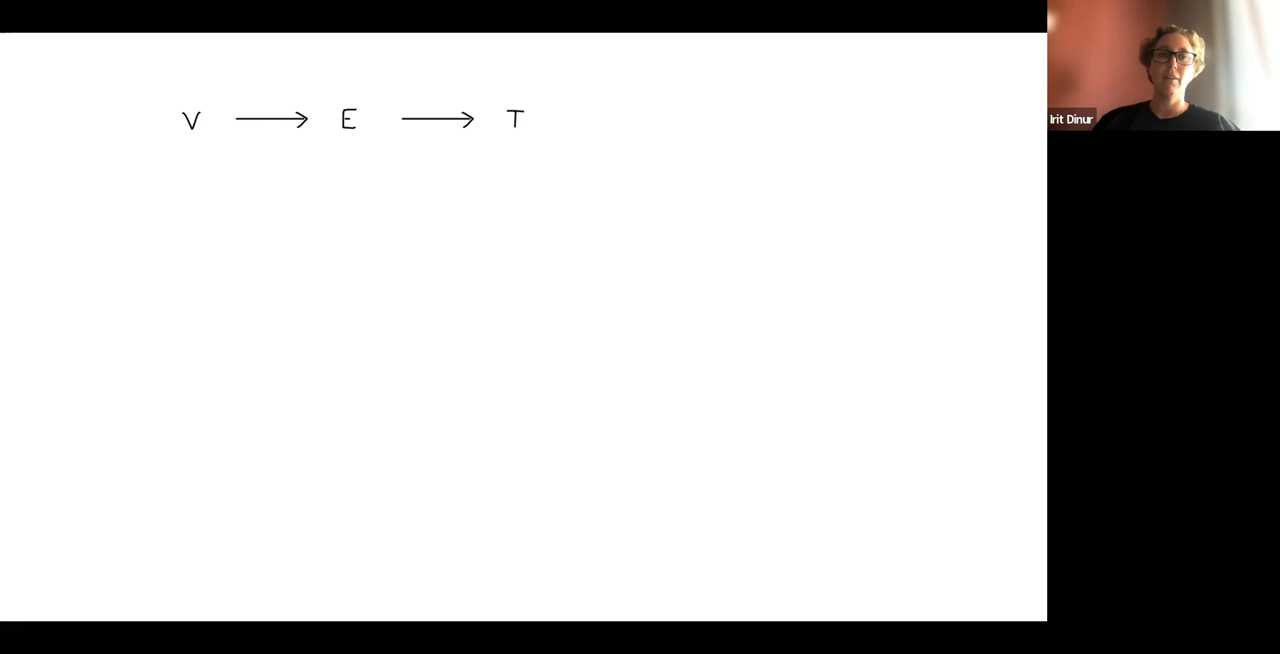 V → E → T
Irit Dinur